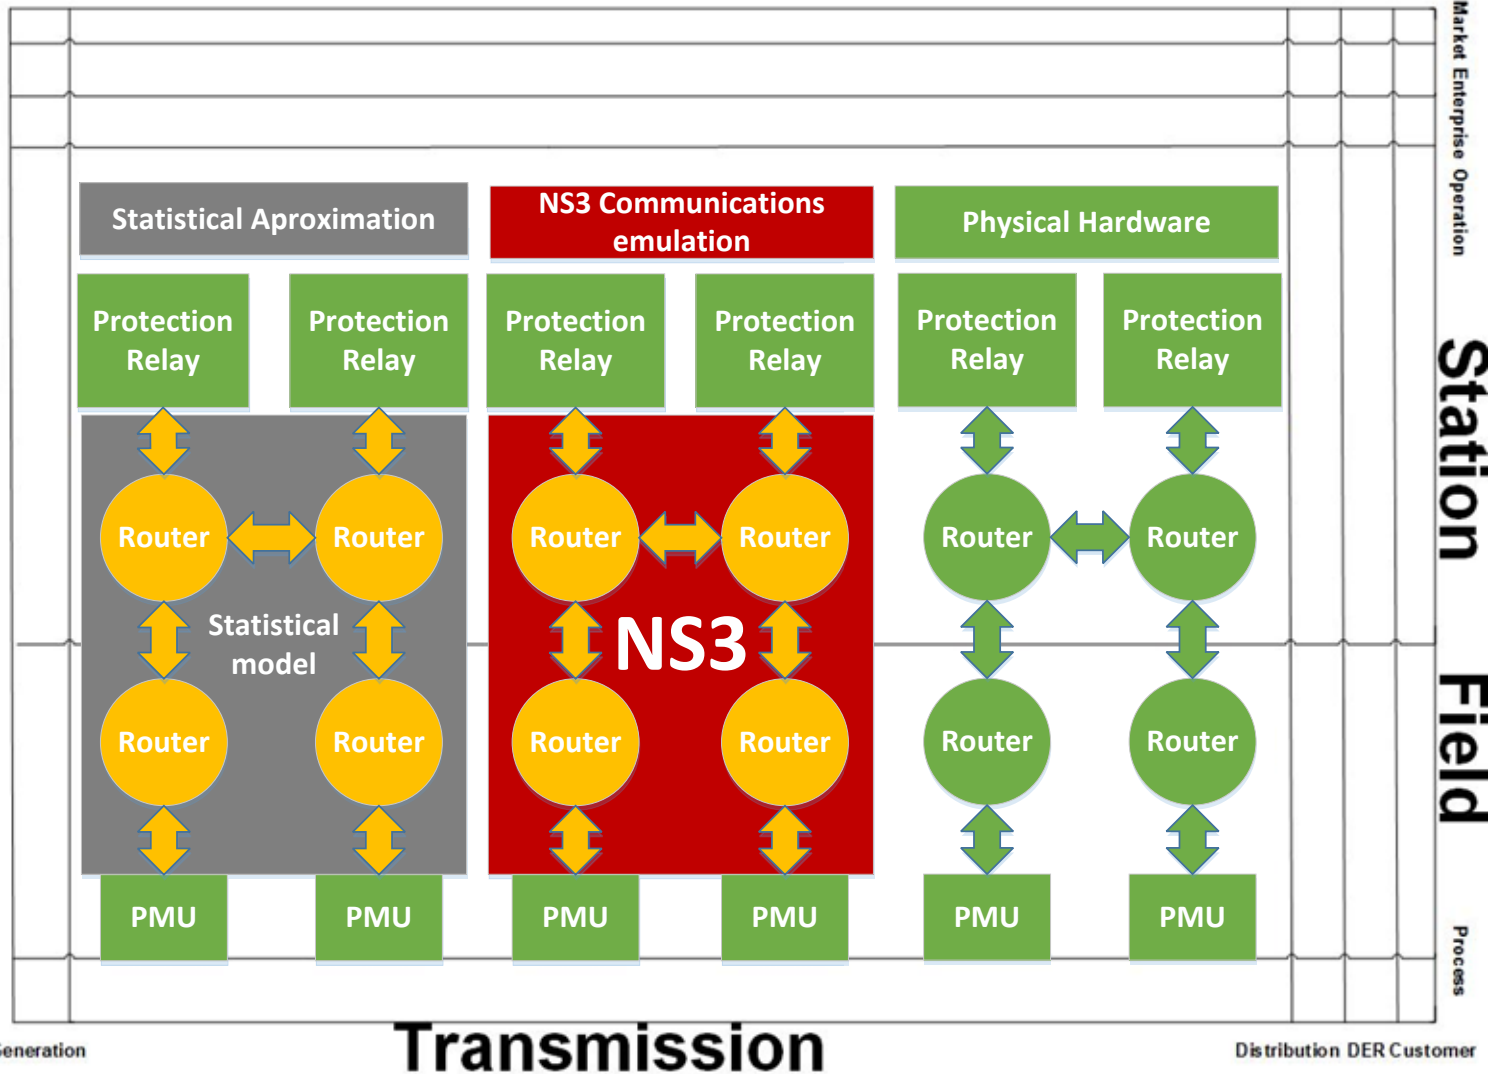 Market Enterprise Operation
Statistical Aproximation
NS3 Communications
emulation
Physical Hardware
Protection
Relay
Protection
Relay
Protection
Relay
Protection
Relay
Protection
Relay
Protection
Relay
Station
Router
Router
Router
Router
Router
Router
Statistical
model
NS3
Field
Router
Router
Router
Router
Router
Router
PMU
PMU
PMU
PMU
PMU
PMU
Process
Generation
Transmission
Distribution DER Customer